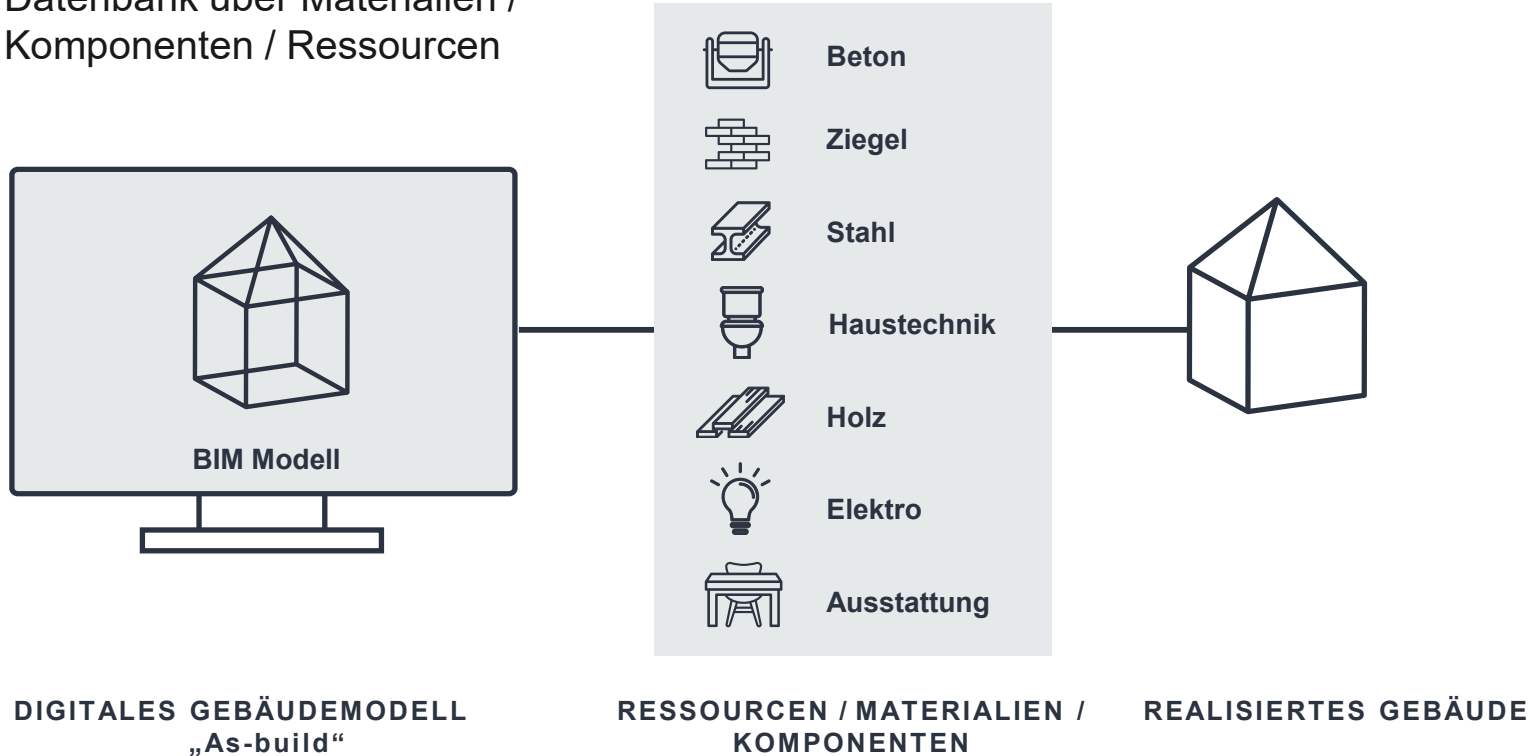 Datenbank über Materialien /
Komponenten / Ressourcen
Beton
Ziegel
Stahl
Haustechnik
Holz
Elektro
Ausstattung
BIM Modell
DIGITALES GEBÄUDEMODELL
„As-build“
RESSOURCEN / MATERIALIEN /
KOMPONENTEN
REALISIERTES GEBÄUDE